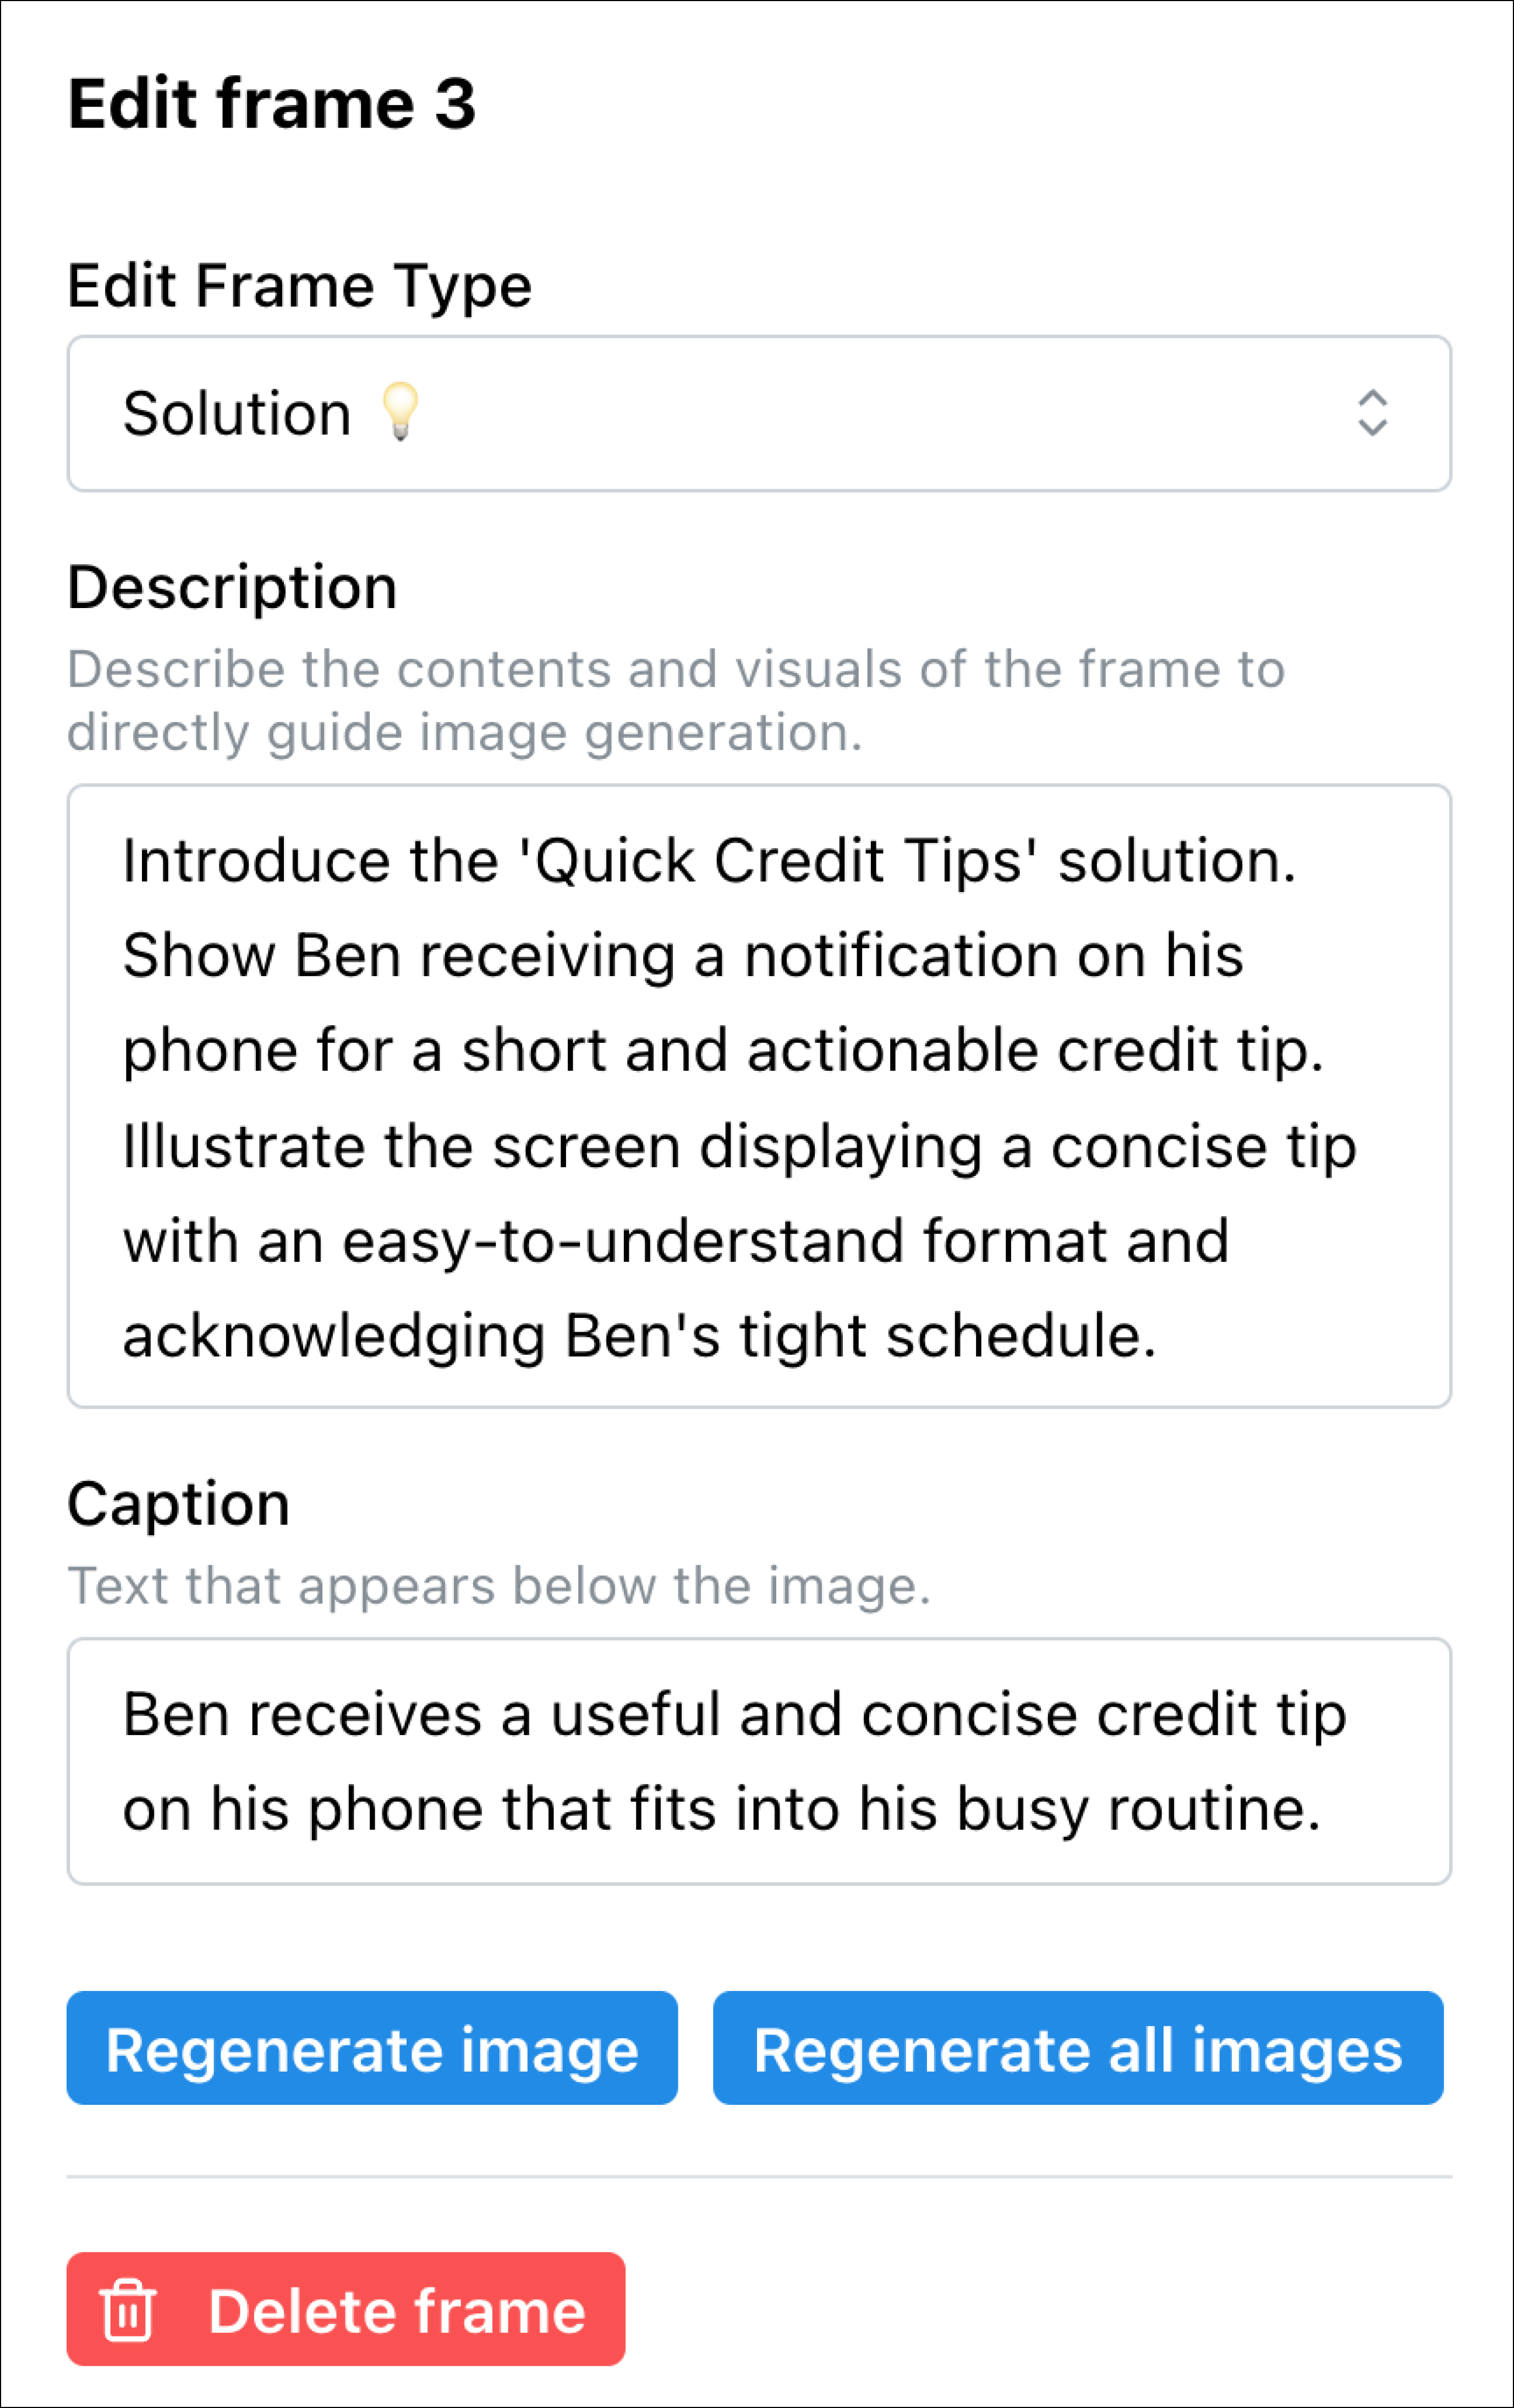 Edit frame 3
Edit Frame Type
Solution 💡
Description
Describe the contents and visuals of the frame to
directly guide image generation.
Introduce the 'Quick Credit Tips' solution.
Show Ben receiving a notification on his
phone for a short and actionable credit tip.
Illustrate the screen displaying a concise tip
with an easy-to-understand format and
acknowledging Ben's tight schedule.
Caption
Text that appears below the image.
Ben receives a useful and concise credit tip
on his phone that fits into his busy routine.
Regenerate image
Regenerate all images
Delete frame